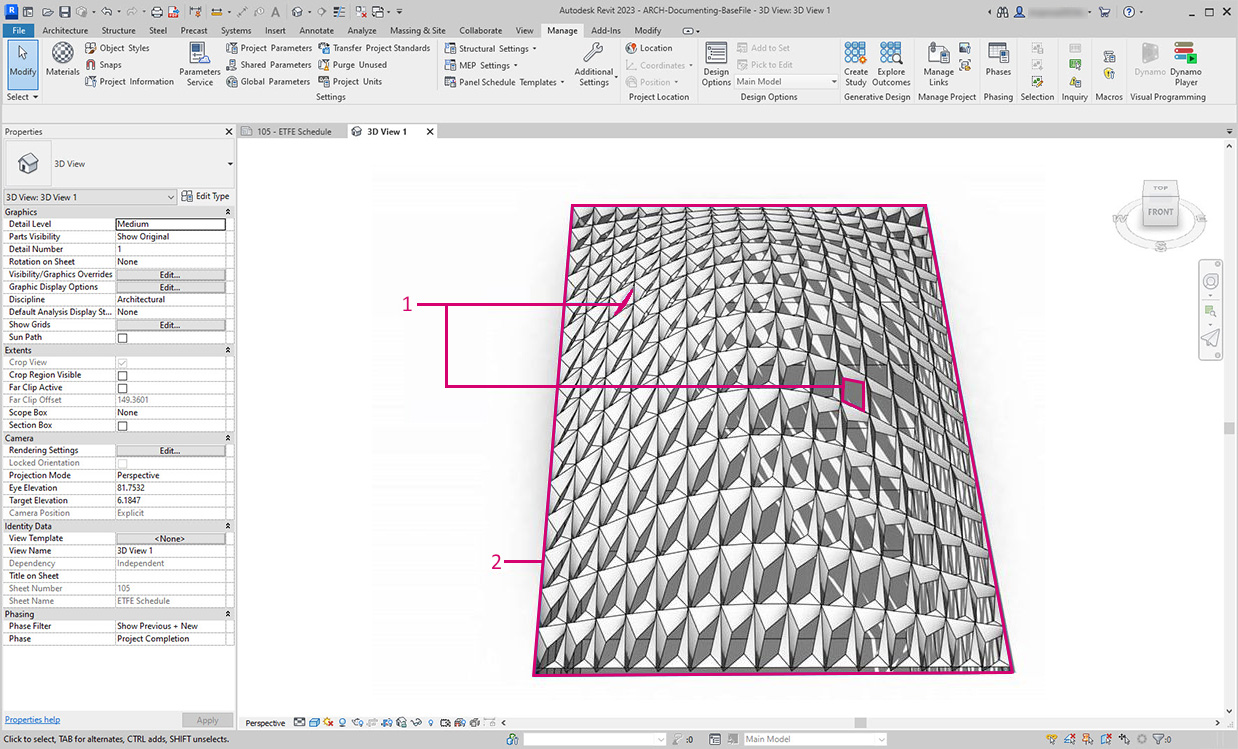 Autodesk Revit 2023 - ARCH-Documenting-BaseFile - 3D View: 3D View 1
File Architecture Structure Steel Precast Systems Insert Annotate Analyze Massing & Site Collaborate View Manage Add-Ins Modify
Modify
Select
Materials
Object Styles
Snaps
Project Information
Parameters Service
Project Parameters
Shared Parameters
Global Parameters
Transfer Project Standards
Purge Unused
Project Units
Settings
Structural Settings
MEP Settings
Panel Schedule Templates
Additional Settings
Location
Coordinates
Position
Project Location
Design Options
Add to Set
Pick to Edit
Main Model
Design Options
Create Study
Explore Outcomes
Generative Design
Manage Links
Manage Project
Phases
Phasing
Selection
Inquiry
Macros
Dynamo
Dynamo Player
Visual Programming
Properties
3D View
3D View: 3D View 1
Edit Type
Graphics
Detail Level Medium
Parts Visibility Show Original
Detail Number 1
Rotation on Sheet None
Visibility/Graphics Overrides Edit...
Graphic Display Options Edit...
Discipline Architectural
Default Analysis Display St... None
Show Grids Edit...
Sun Path
Extents
Crop View
Crop Region Visible
Far Clip Active
Far Clip Offset 149.3601
Scope Box None
Section Box
Camera
Rendering Settings Edit...
Locked Orientation
Projection Mode Perspective
Eye Elevation 81.7532
Target Elevation 6.1847
Camera Position Explicit
Identity Data
View Template <None>
View Name 3D View 1
Dependency Independent
Title on Sheet
Sheet Number 105
Sheet Name ETFE Schedule
Phasing
Phase Filter Show Previous + New
Phase Project Completion
Properties help
Apply
105 - ETFE Schedule
3D View 1
1
2
TOP
FRONT
W
S
E
Perspective
Click to select, TAB for alternates, CTRL adds, SHIFT unselects.
:0
Main Model
:0